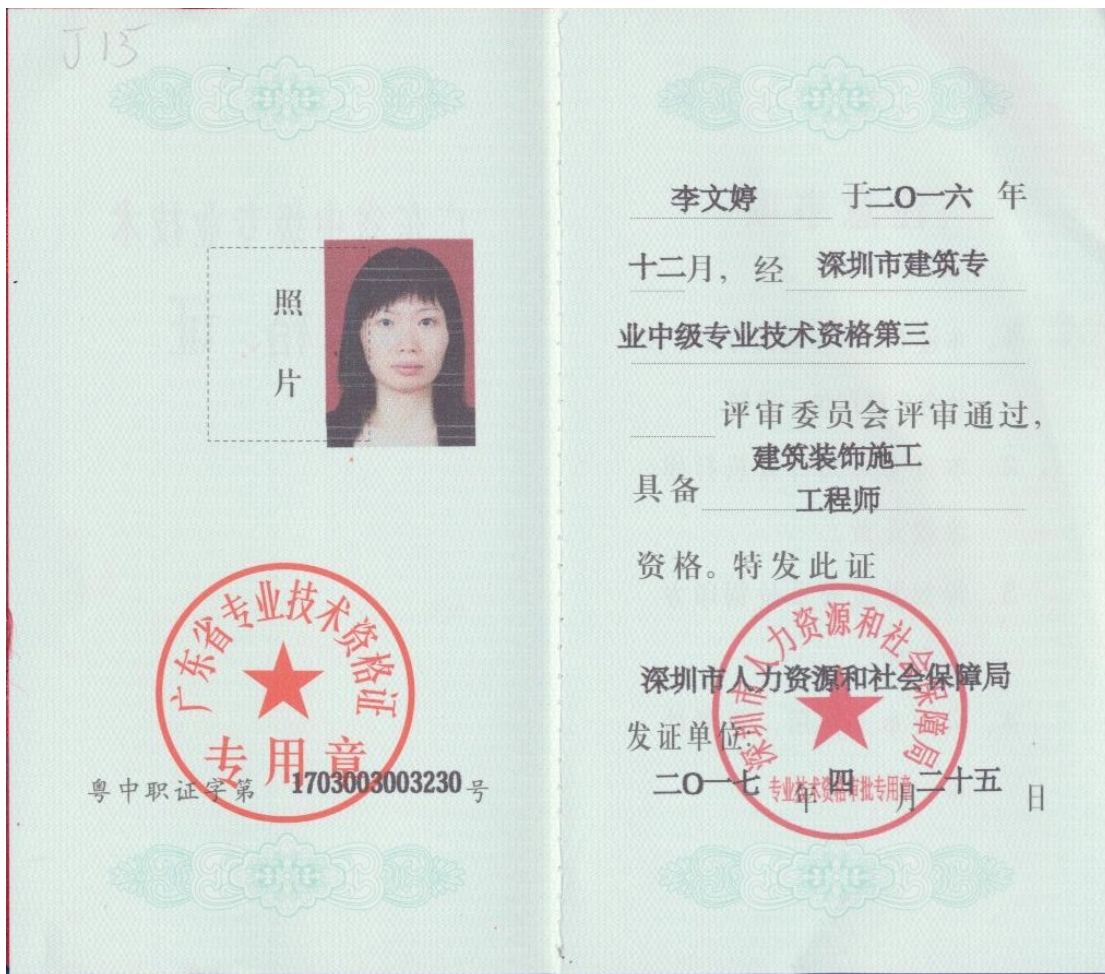 J13
照
片
广东省专业技术资格证
专用章
粤中职证字第 1703003003230 号
李文婷 于二〇一六 年
十二月，经 深圳市建筑专
业中级专业技术资格第三
评审委员会评审通过，
建筑装饰施工
具备 工程师
资格。特发此证
深圳市人力资源和社会保障局
深圳市人力资源和社会保障局
发证单位：
二〇一七 年 四 月 二十五 日
专业技术资格审批专用章